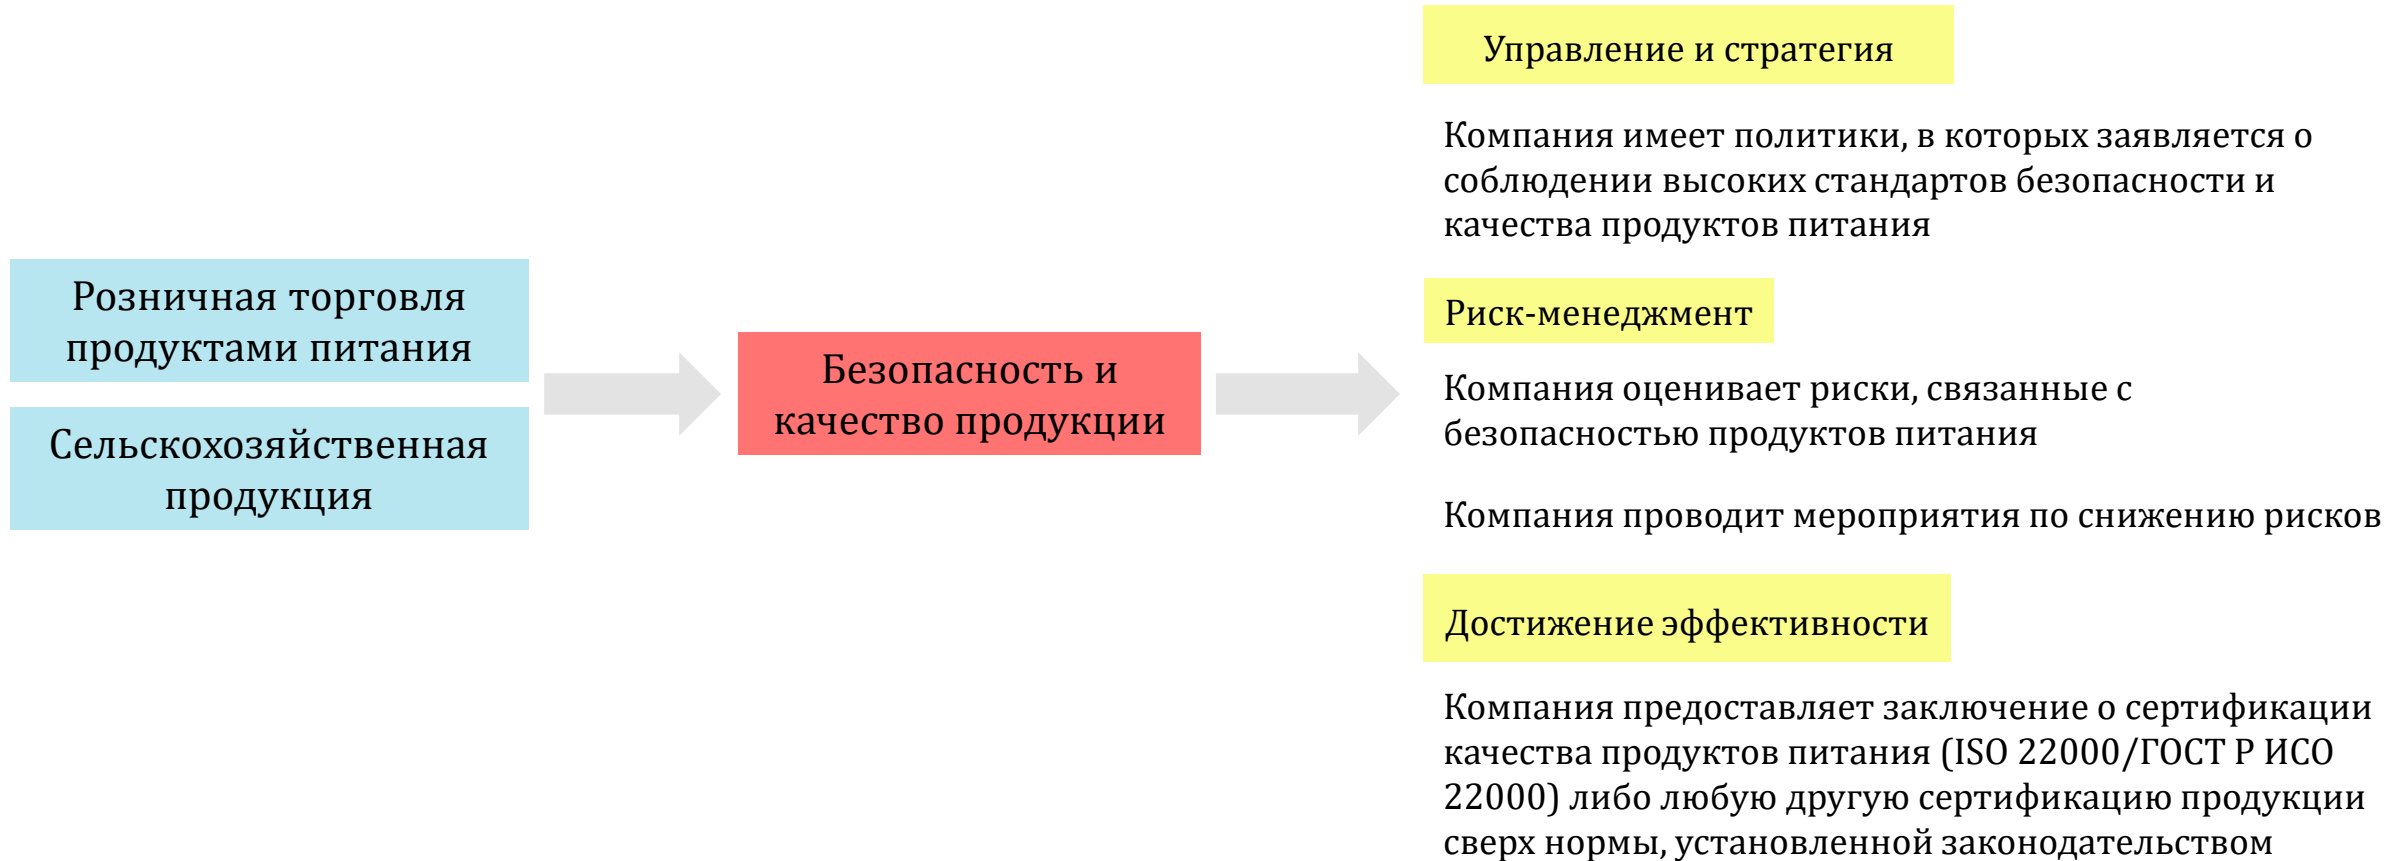 Розничная торговля
продуктами питания
Сельскохозяйственная
продукция
Безопасность и
качество продукции
Управление и стратегия
Компания имеет политики, в которых заявляется о
соблюдении высоких стандартов безопасности и
качества продуктов питания
Риск-менеджмент
Компания оценивает риски, связанные с
безопасностью продуктов питания
Компания проводит мероприятия по снижению рисков
Достижение эффективности
Компания предоставляет заключение о сертификации
качества продуктов питания (ISO 22000/ГОСТ Р ИСО
22000) либо любую другую сертификацию продукции
сверх нормы, установленной законодательством